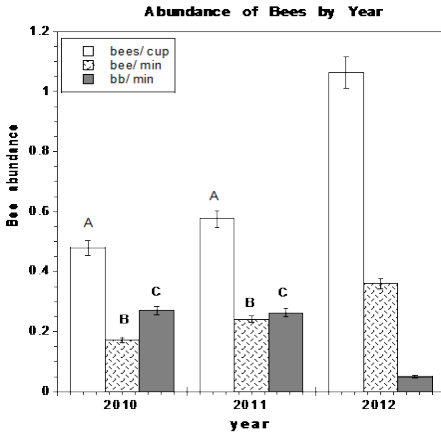 Abundance of Bees by Year
1.2
1
0.8
0.6
0.4
0.2
0
Bee abundance
bees/ cup
bee/ min
bb/ min
A
B
C
A
B
C
2010
2011
2012
year